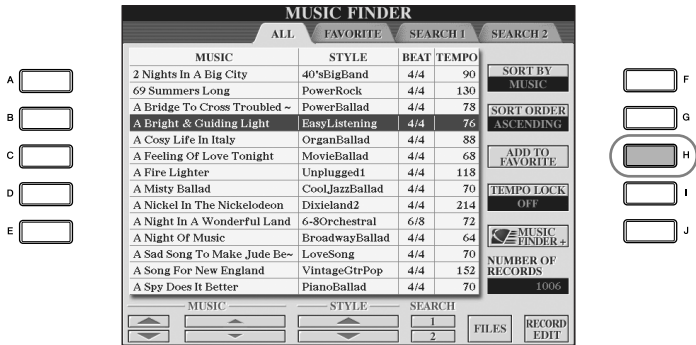 MUSIC FINDER
ALL FAVORITE SEARCH 1 SEARCH 2
MUSIC STYLE BEAT TEMPO
2 Nights In A Big City 40'sBigBand 4/4 90
69 Summers Long PowerRock 4/4 130
A Bridge To Cross Troubled ~ PowerBallad 4/4 78
A Bright & Guiding Light EasyListening 4/4 76
A Cosy Life In Italy OrganBallad 4/4 88
A Feeling Of Love Tonight MovieBallad 4/4 68
A Fire Lighter Unplugged1 4/4 118
A Misty Ballad CoolJazzBallad 4/4 70
A Nickel In The Nickelodeon Dixieland2 4/4 214
A Night In A Wonderful Land 6-8Orchestral 6/8 72
A Night Of Music BroadwayBallad 4/4 64
A Sad Song To Make Jude Be~ LoveSong 4/4 70
A Song For New England VintageGtrPop 4/4 152
A Spy Does It Better PianoBallad 4/4 70
SORT BY
MUSIC
SORT ORDER
ASCENDING
ADD TO
FAVORITE
TEMPO LOCK
OFF
MUSIC
FINDER +
NUMBER OF
RECORDS
1006
MUSIC STYLE SEARCH
1
2
FILES
RECORD
EDIT
A
B
C
D
E
F
G
H
I
J